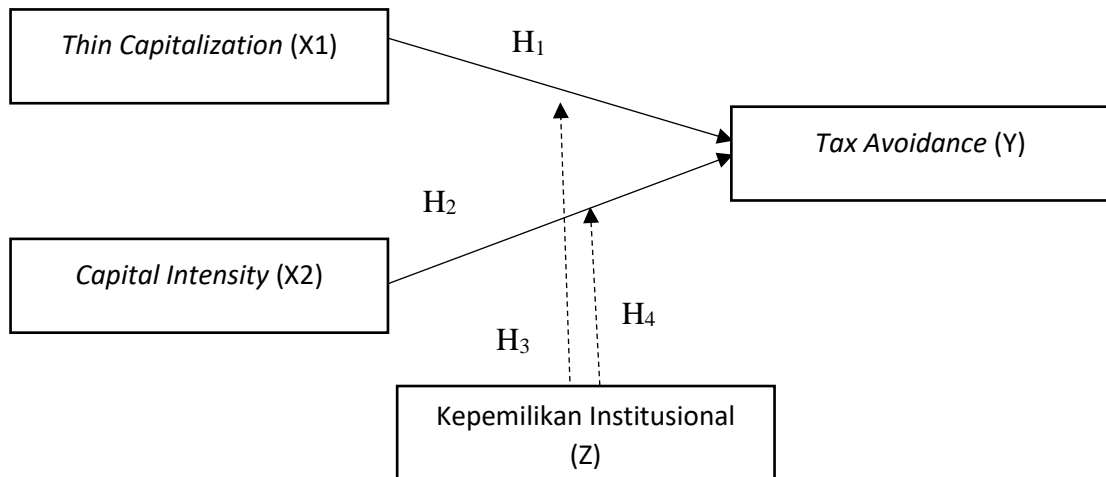 Thin Capitalization (X1)
H1
Tax Avoidance (Y)
H2
Capital Intensity (X2)
H3
H4
Kepemilikan Institusional
(Z)